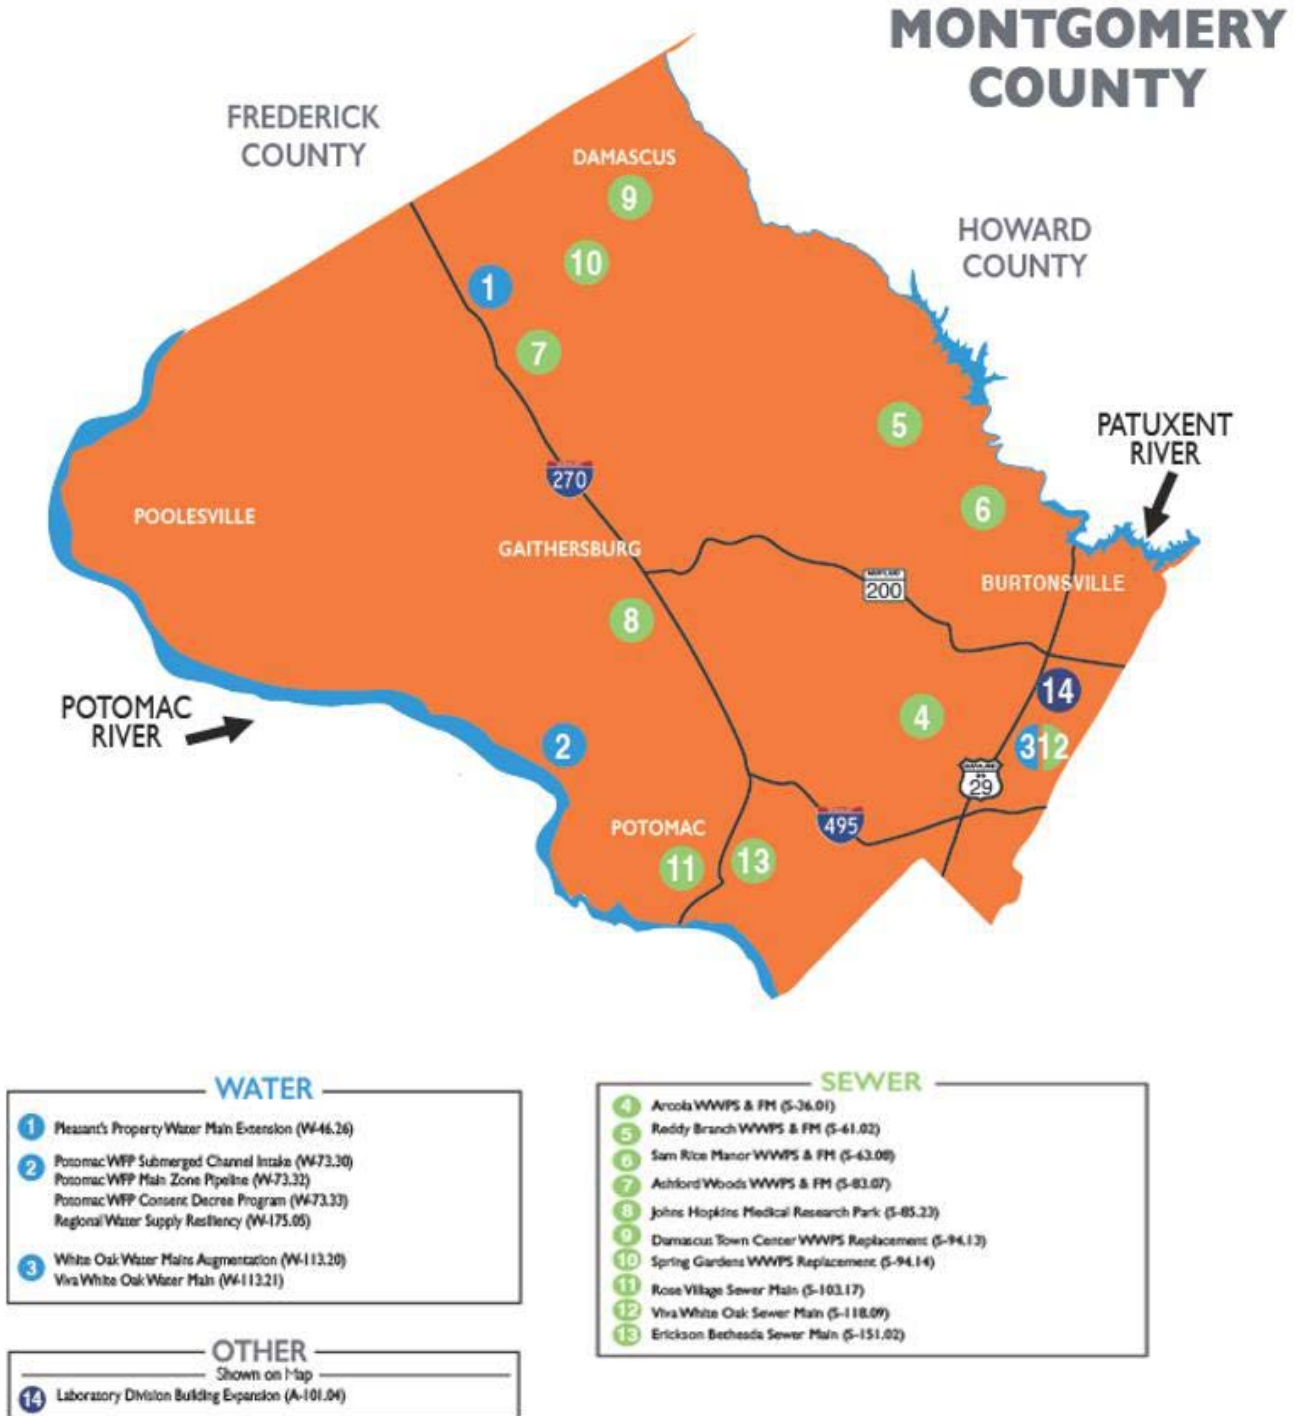 MONTGOMERY
COUNTY
FREDERICK
COUNTY
DAMASCUS
9
HOWARD
COUNTY
10
1
7
5
PATUXENT
RIVER
270
6
POOLESVILLE
GAITHERSBURG
BURTONSVILLE
200
8
14
POTOMAC
RIVER
4
2
3 12
29
495
POTOMAC
11
13
WATER
1 Pleasant's Property Water Main Extension (W-46.26)
2 Potomac WFP Submerged Channel Intake (W-73.30)
Potomac WFP Main Zone Pipeline (W-73.32)
Potomac WFP Consent Decree Program (W-73.33)
Regional Water Supply Resiliency (W-175.05)
3 White Oak Water Mains Augmentation (W-113.20)
Viva White Oak Water Main (W-113.21)
SEWER
4 Arcola WWPS & FM (S-36.01)
5 Reddy Branch WWPS & FM (S-61.02)
6 Sam Rice Manor WWPS & FM (S-63.08)
7 Ashford Woods WWPS & FM (S-83.07)
8 Johns Hopkins Medical Research Park (S-85.23)
9 Damascus Town Center WWPS Replacement (S-94.13)
10 Spring Gardens WWPS Replacement (S-94.14)
11 Rose Village Sewer Main (S-103.17)
12 Viva White Oak Sewer Main (S-118.09)
13 Erickson Bethesda Sewer Main (S-151.02)
OTHER
Shown on Map
14 Laboratory Division Building Expansion (A-101.04)